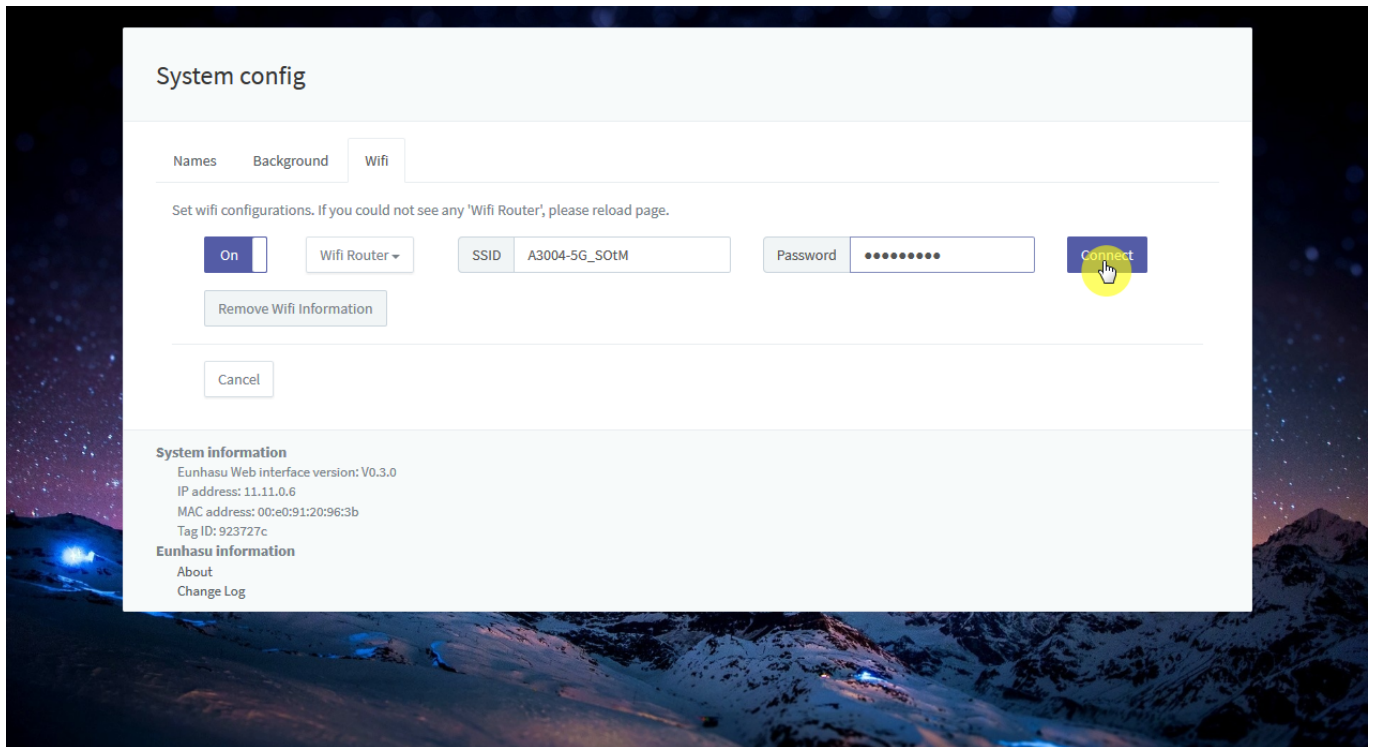 System config
Names Background Wifi
Set wifi configurations. If you could not see any 'Wifi Router', please reload page.
On Wifi Router SSID A3004-5G_SOtM Password ●●●●●●●●● Connect
Remove Wifi Information
Cancel
System information
Eunhasu Web interface version: V0.3.0
IP address: 11.11.0.6
MAC address: 00:e0:91:20:96:3b
Tag ID: 923727c
Eunhasu information
About
Change Log